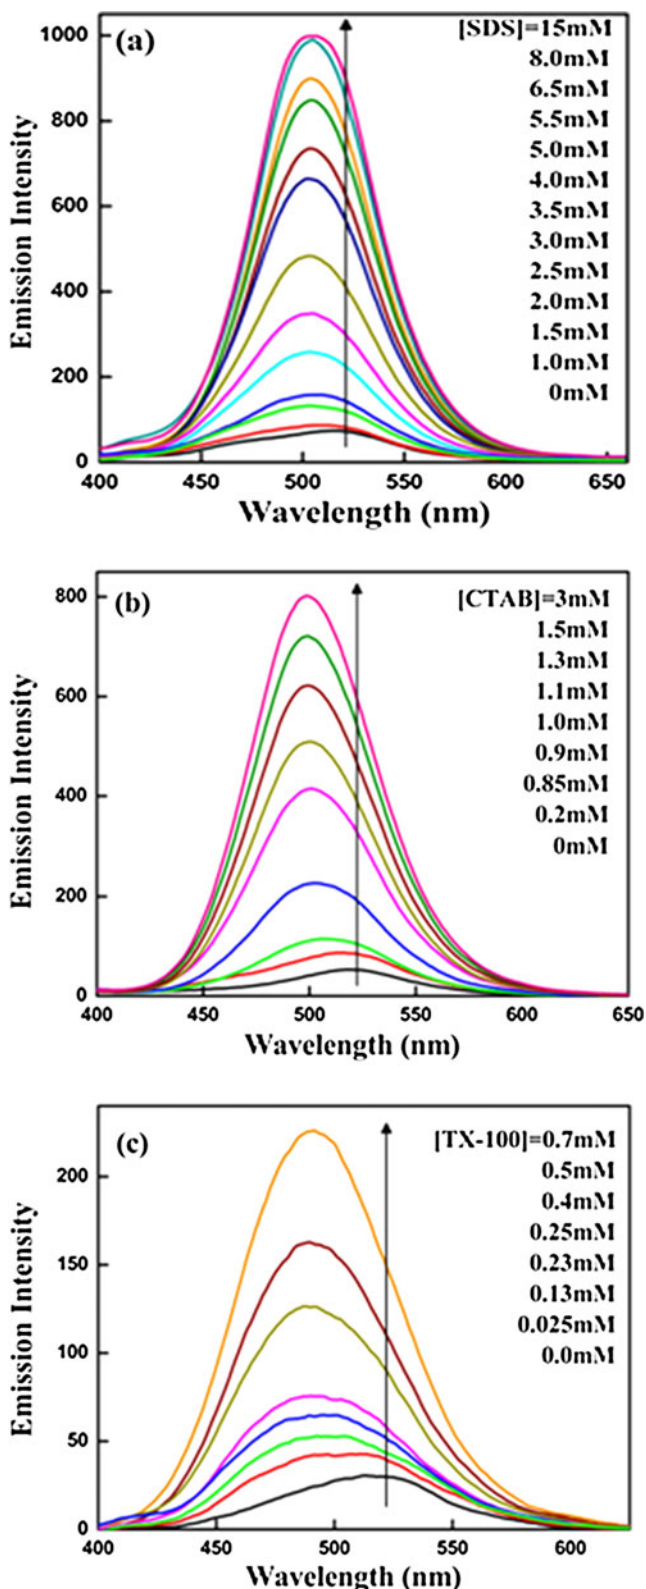 (a)
[SDS]=15mM
8.0mM
6.5mM
5.5mM
5.0mM
4.0mM
3.5mM
3.0mM
2.5mM
2.0mM
1.5mM
1.0mM
0mM
1000
800
600
400
200
0
Emission Intensity
400 450 500 550 600 650
Wavelength (nm)
(b)
[CTAB]=3mM
1.5mM
1.3mM
1.1mM
1.0mM
0.9mM
0.85mM
0.2mM
0mM
800
600
400
200
0
Emission Intensity
400 450 500 550 600 650
Wavelength (nm)
(c)
[TX-100]=0.7mM
0.5mM
0.4mM
0.25mM
0.23mM
0.13mM
0.025mM
0.0mM
200
150
100
50
0
Emission Intensity
400 450 500 550 600
Wavelength (nm)